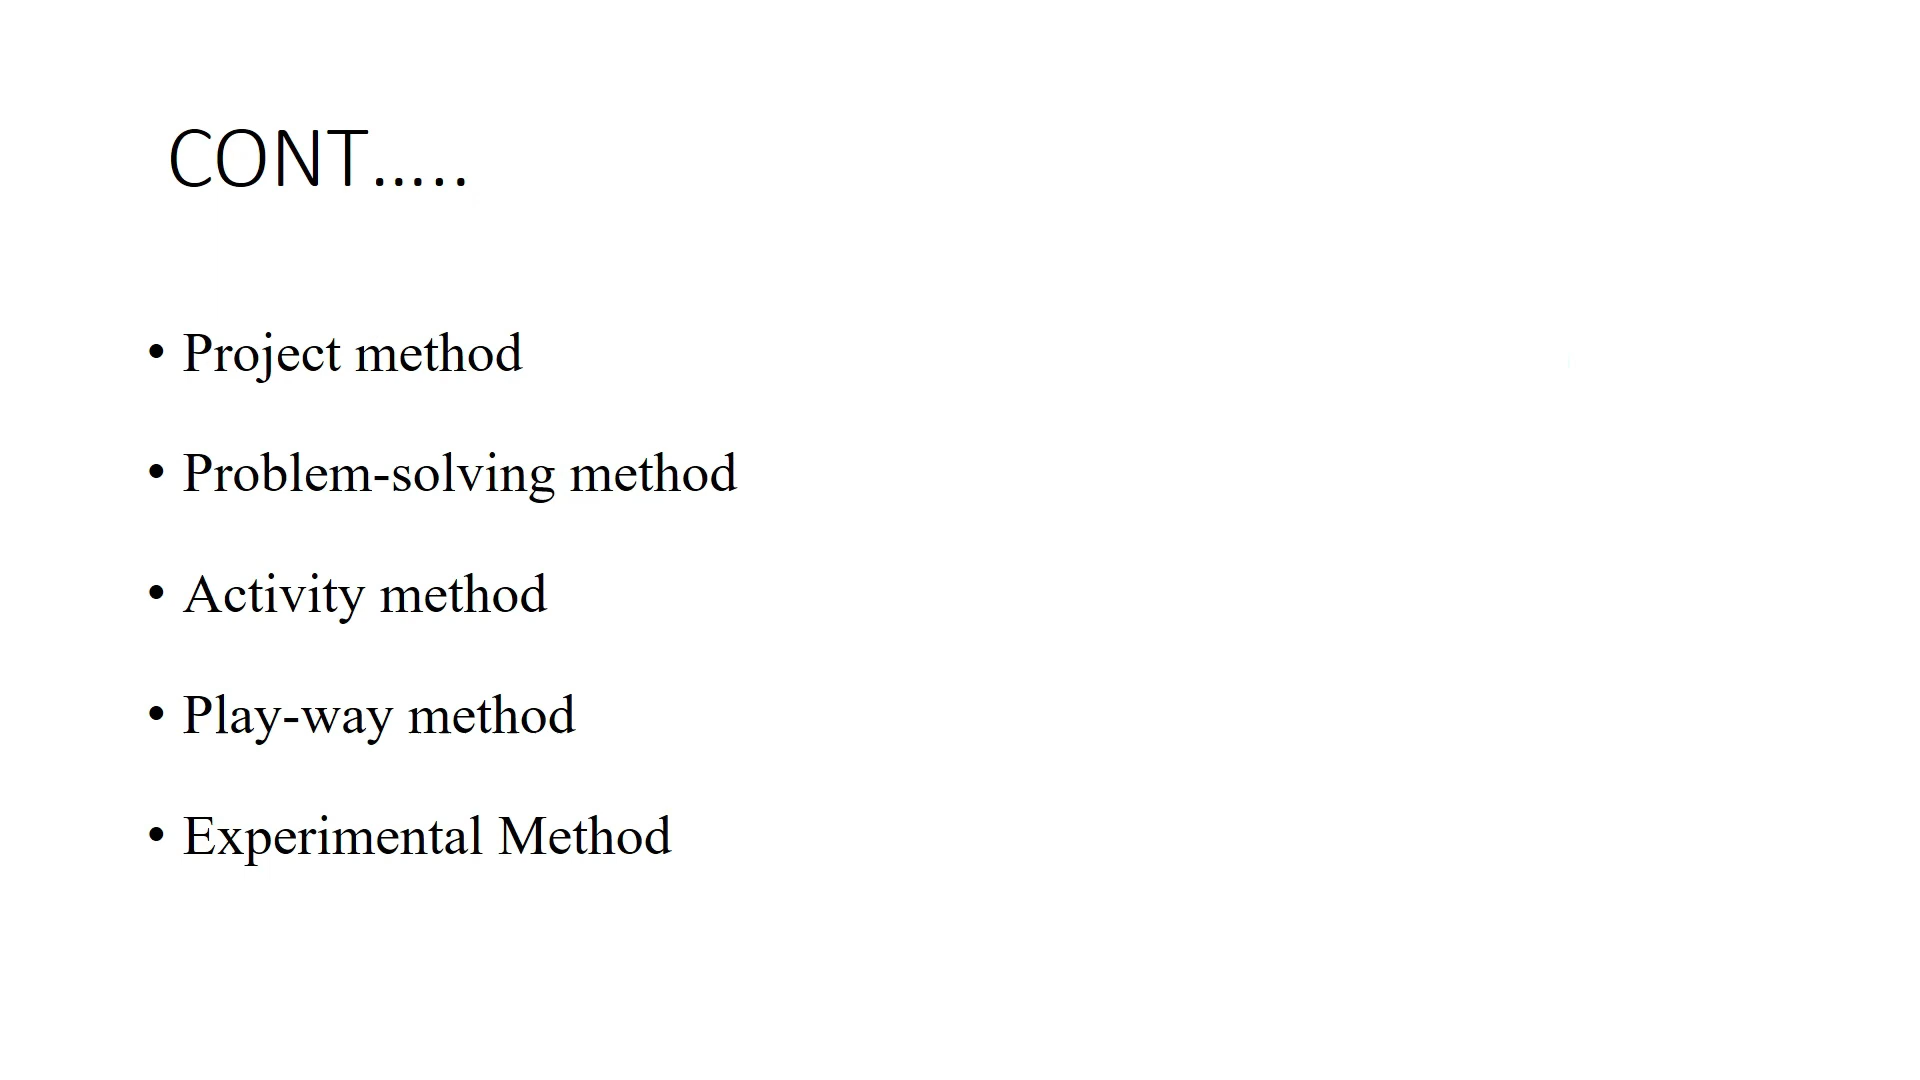 CONT…..
• Project method
• Problem-solving method
• Activity method
• Play-way method
• Experimental Method